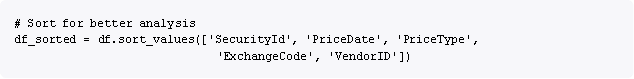 # Sort for better analysis
df_sorted = df.sort_values(['SecurityId', 'PriceDate', 'PriceType',
                            'ExchangeCode', 'VendorID'])